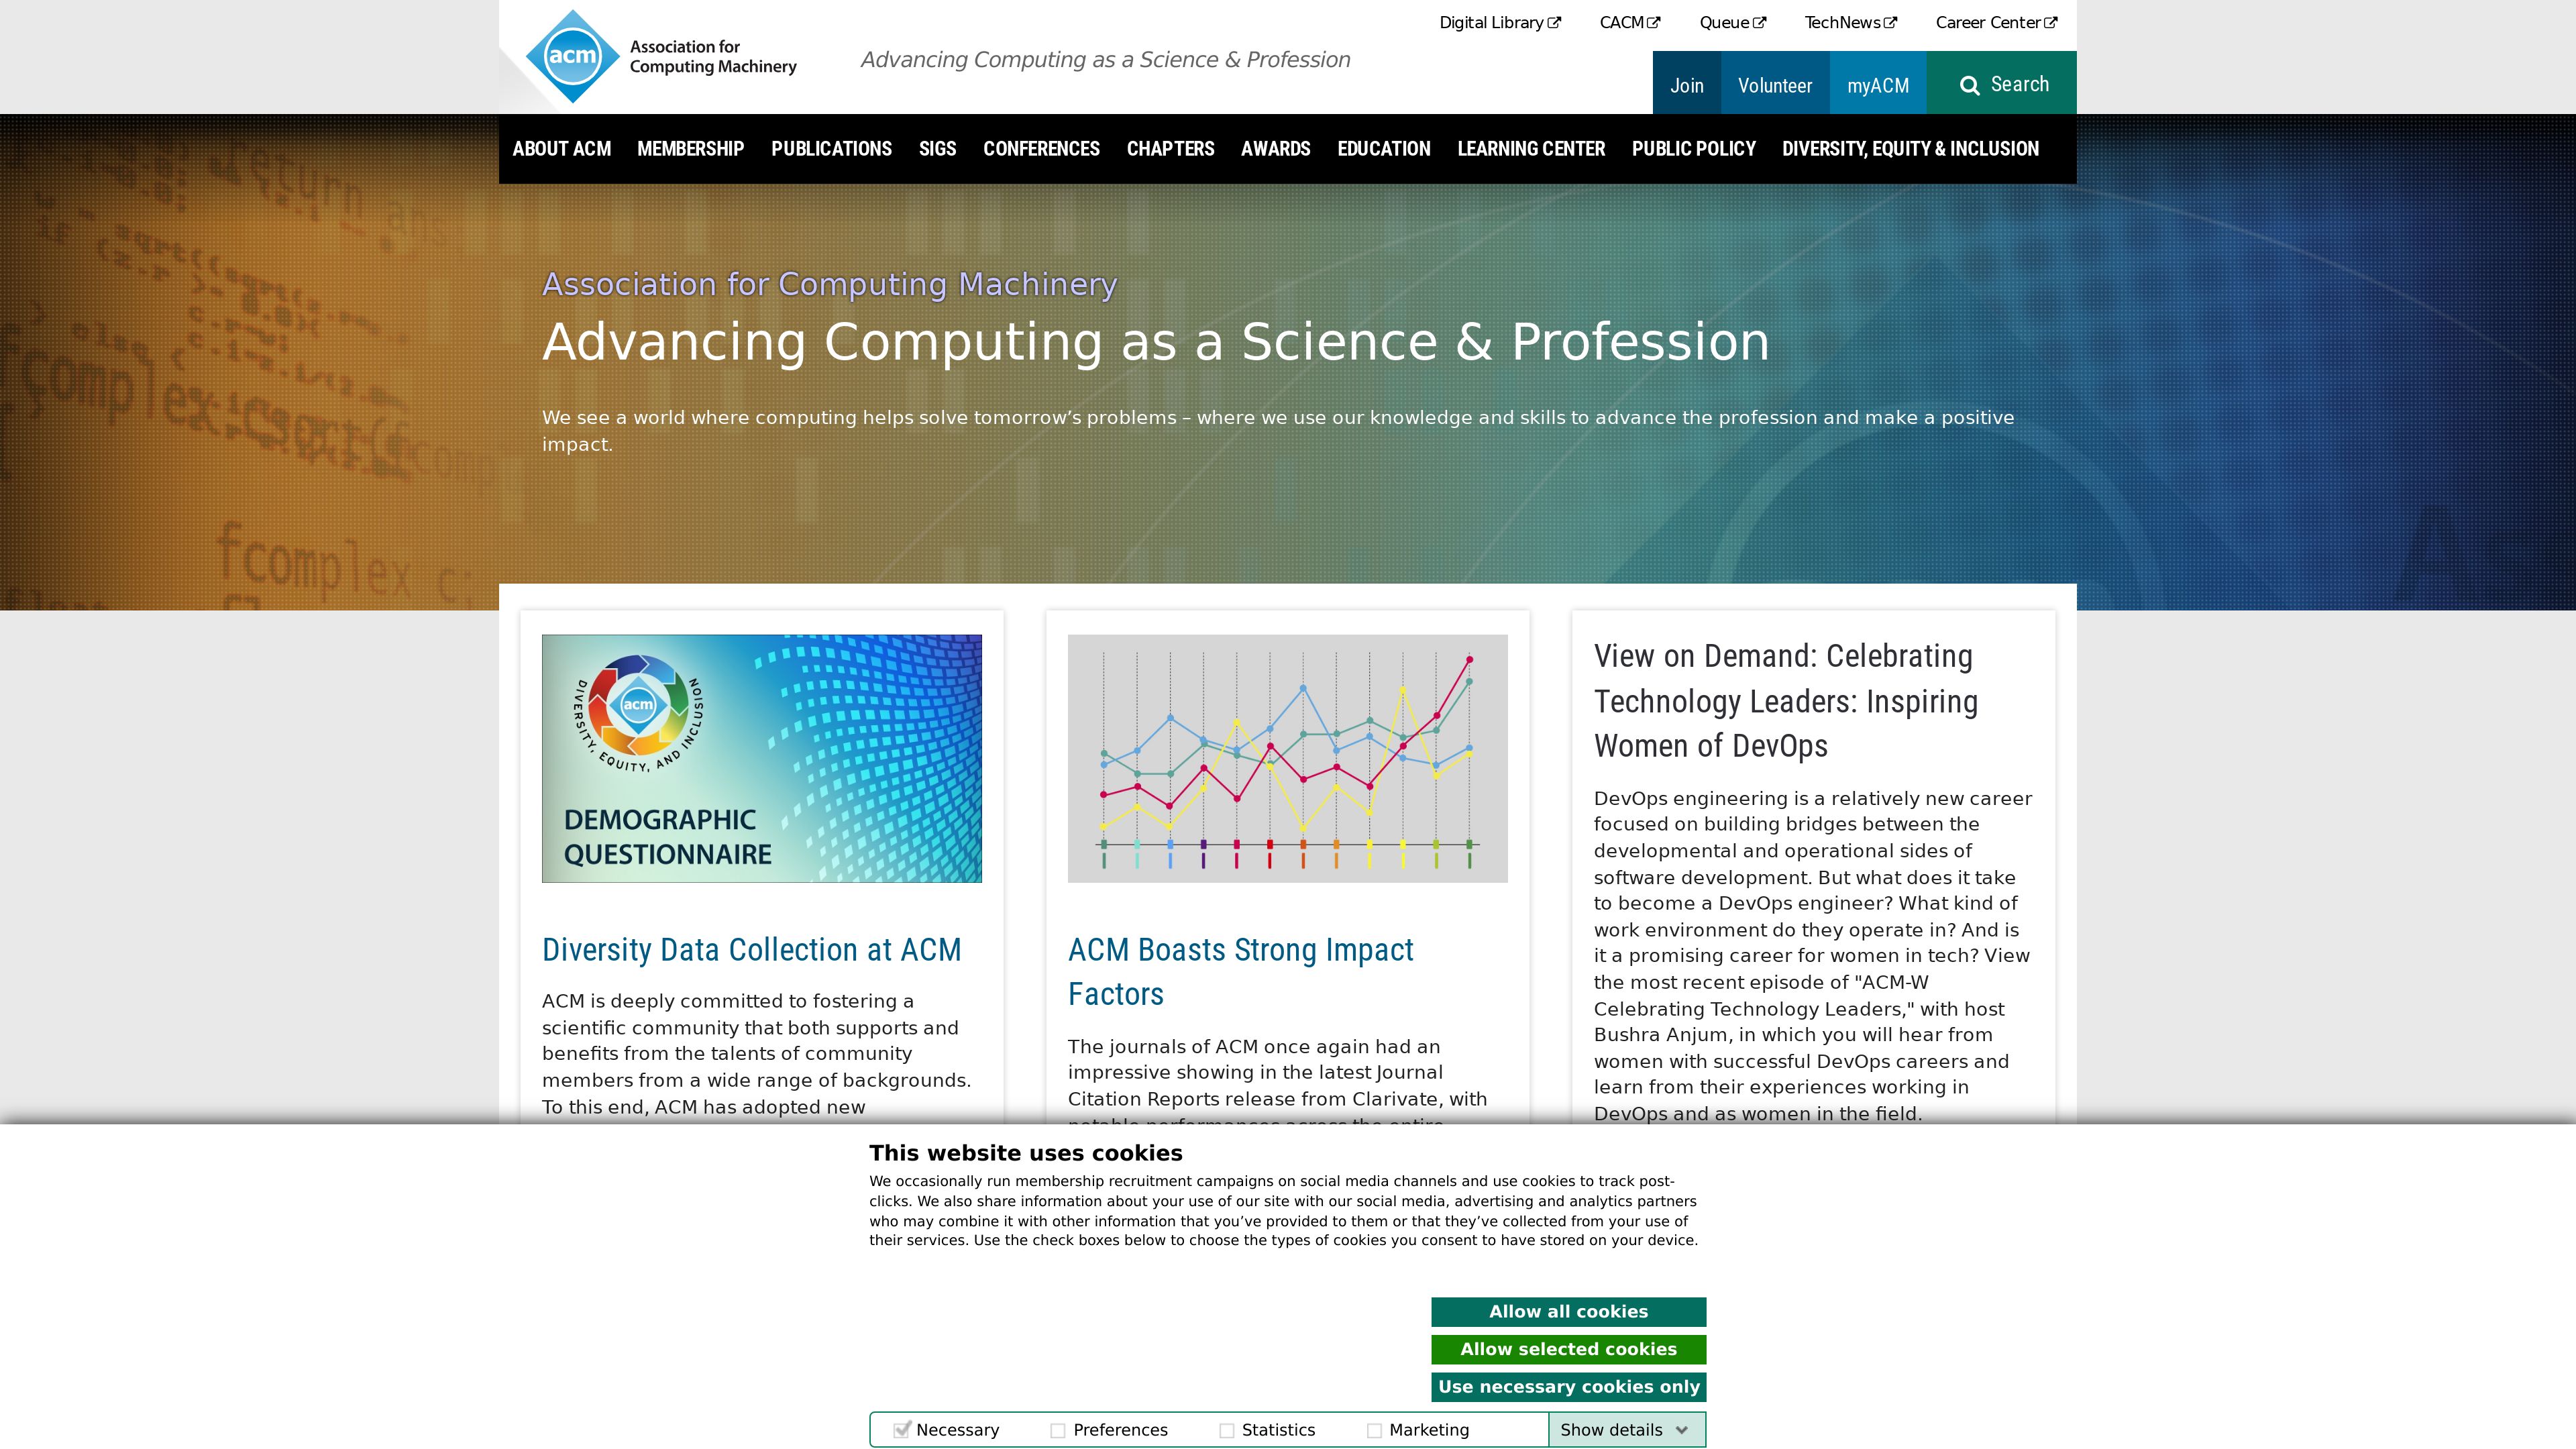 acm
Association for
Computing Machinery
Advancing Computing as a Science & Profession
Digital Library
CACM
Queue
TechNews
Career Center
Join
Volunteer
myACM
Search
ABOUT ACM
MEMBERSHIP
PUBLICATIONS
SIGS
CONFERENCES
CHAPTERS
AWARDS
EDUCATION
LEARNING CENTER
PUBLIC POLICY
DIVERSITY, EQUITY & INCLUSION
Association for Computing Machinery
Advancing Computing as a Science & Profession
We see a world where computing helps solve tomorrow’s problems – where we use our knowledge and skills to advance the profession and make a positive
impact.
return ans
fcomplex c;
acm
DIVERSITY, EQUITY, AND INCLUSION
DEMOGRAPHIC
QUESTIONNAIRE
Diversity Data Collection at ACM
ACM is deeply committed to fostering a
scientific community that both supports and
benefits from the talents of community
members from a wide range of backgrounds.
To this end, ACM has adopted new
ACM Boasts Strong Impact
Factors
The journals of ACM once again had an
impressive showing in the latest Journal
Citation Reports release from Clarivate, with
notable performances across the entire
View on Demand: Celebrating
Technology Leaders: Inspiring
Women of DevOps
DevOps engineering is a relatively new career
focused on building bridges between the
developmental and operational sides of
software development. But what does it take
to become a DevOps engineer? What kind of
work environment do they operate in? And is
it a promising career for women in tech? View
the most recent episode of "ACM-W
Celebrating Technology Leaders," with host
Bushra Anjum, in which you will hear from
women with successful DevOps careers and
learn from their experiences working in
DevOps and as women in the field.
This website uses cookies
We occasionally run membership recruitment campaigns on social media channels and use cookies to track post-
clicks. We also share information about your use of our site with our social media, advertising and analytics partners
who may combine it with other information that you’ve provided to them or that they’ve collected from your use of
their services. Use the check boxes below to choose the types of cookies you consent to have stored on your device.
Allow all cookies
Allow selected cookies
Use necessary cookies only
Necessary
Preferences
Statistics
Marketing
Show details